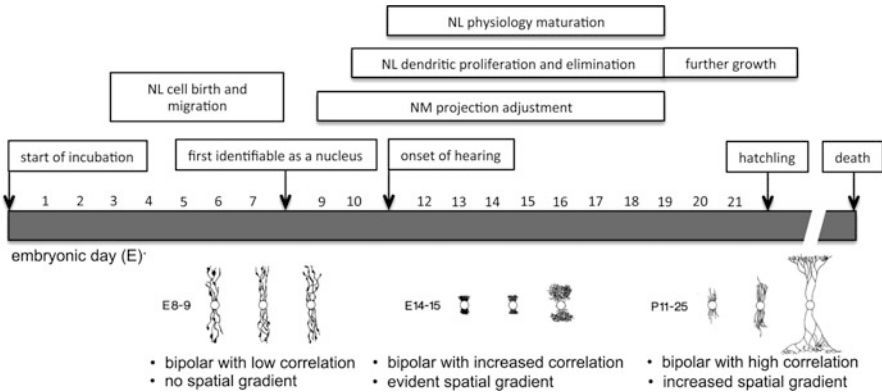 NL physiology maturation
NL dendritic proliferation and elimination
further growth
NL cell birth and
migration
NM projection adjustment
start of incubation
first identifiable as a nucleus
onset of hearing
hatchling
death
1 2 3 4 5 6 7 9 10 12 13 14 15 16 17 18 19 20 21
embryonic day (E)
E8-9
E14-15
P11-25
• bipolar with low correlation
• no spatial gradient
• bipolar with increased correlation
• evident spatial gradient
• bipolar with high correlation
• increased spatial gradient